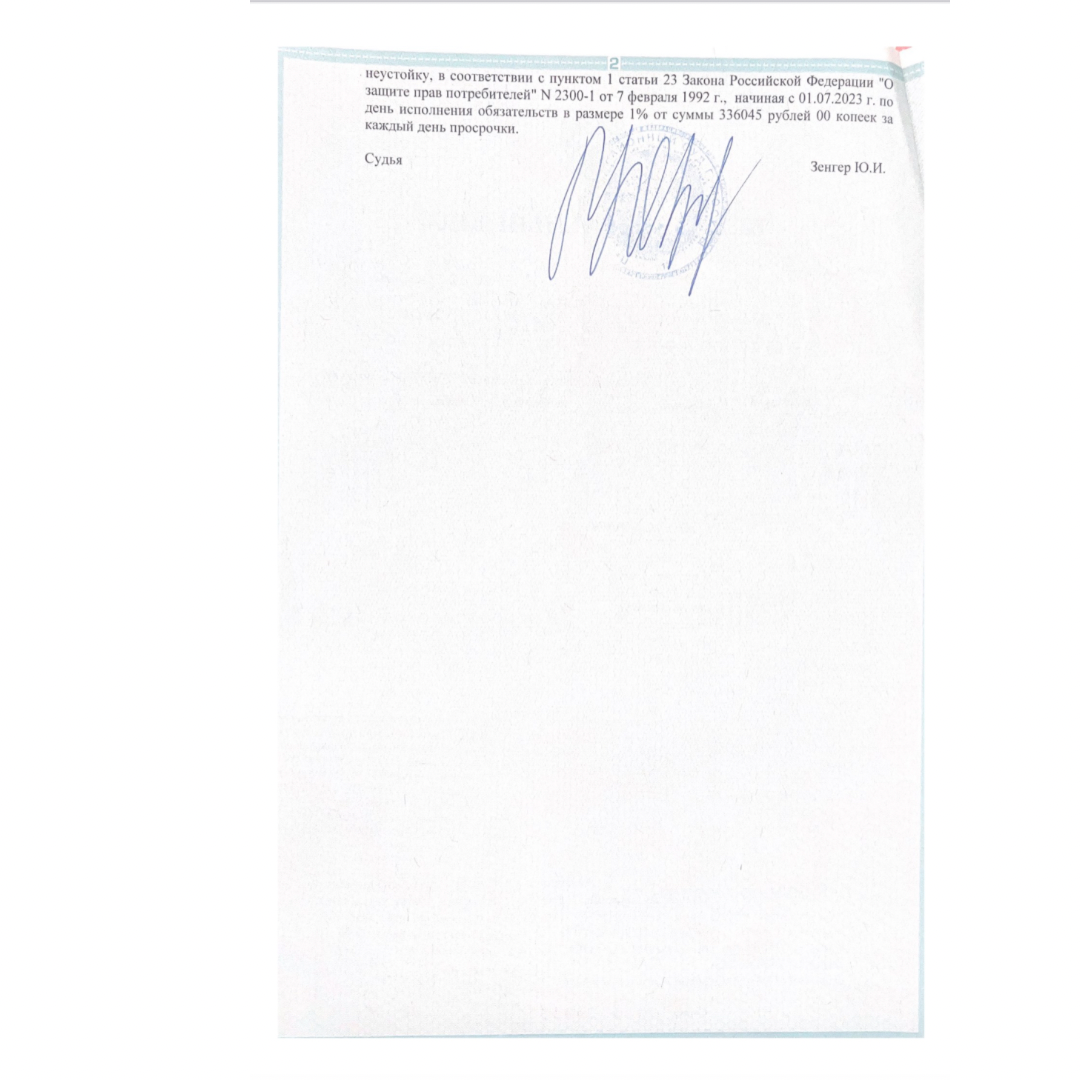 2
неустойку, в соответствии с пунктом 1 статьи 23 Закона Российской Федерации "О
защите прав потребителей" N 2300-1 от 7 февраля 1992 г., начиная с 01.07.2023 г. по
день исполнения обязательств в размере 1% от суммы 336045 рублей 00 копеек за
каждый день просрочки.
Судья Зенгер Ю.И.